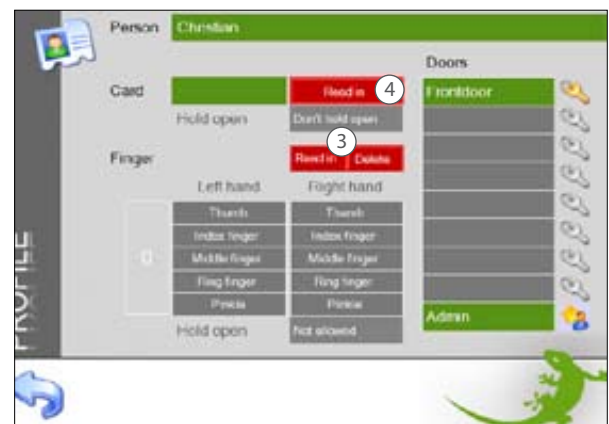 Person Christian
Doors
Card Read in 4 Frontdoor
Hold open Don't hold open
3
Finger Read in Delete
Left hand Right hand
Thumb Thumb
Index finger Index finger
Middle finger Middle finger
0
Ring finger Ring finger
Pinkie Pinkie
Hold open Not allowed Admin
PROFILE